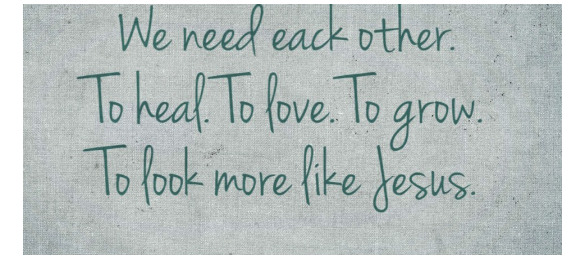 We need each other.
To heal. To love. To grow.
To look more like Jesus.